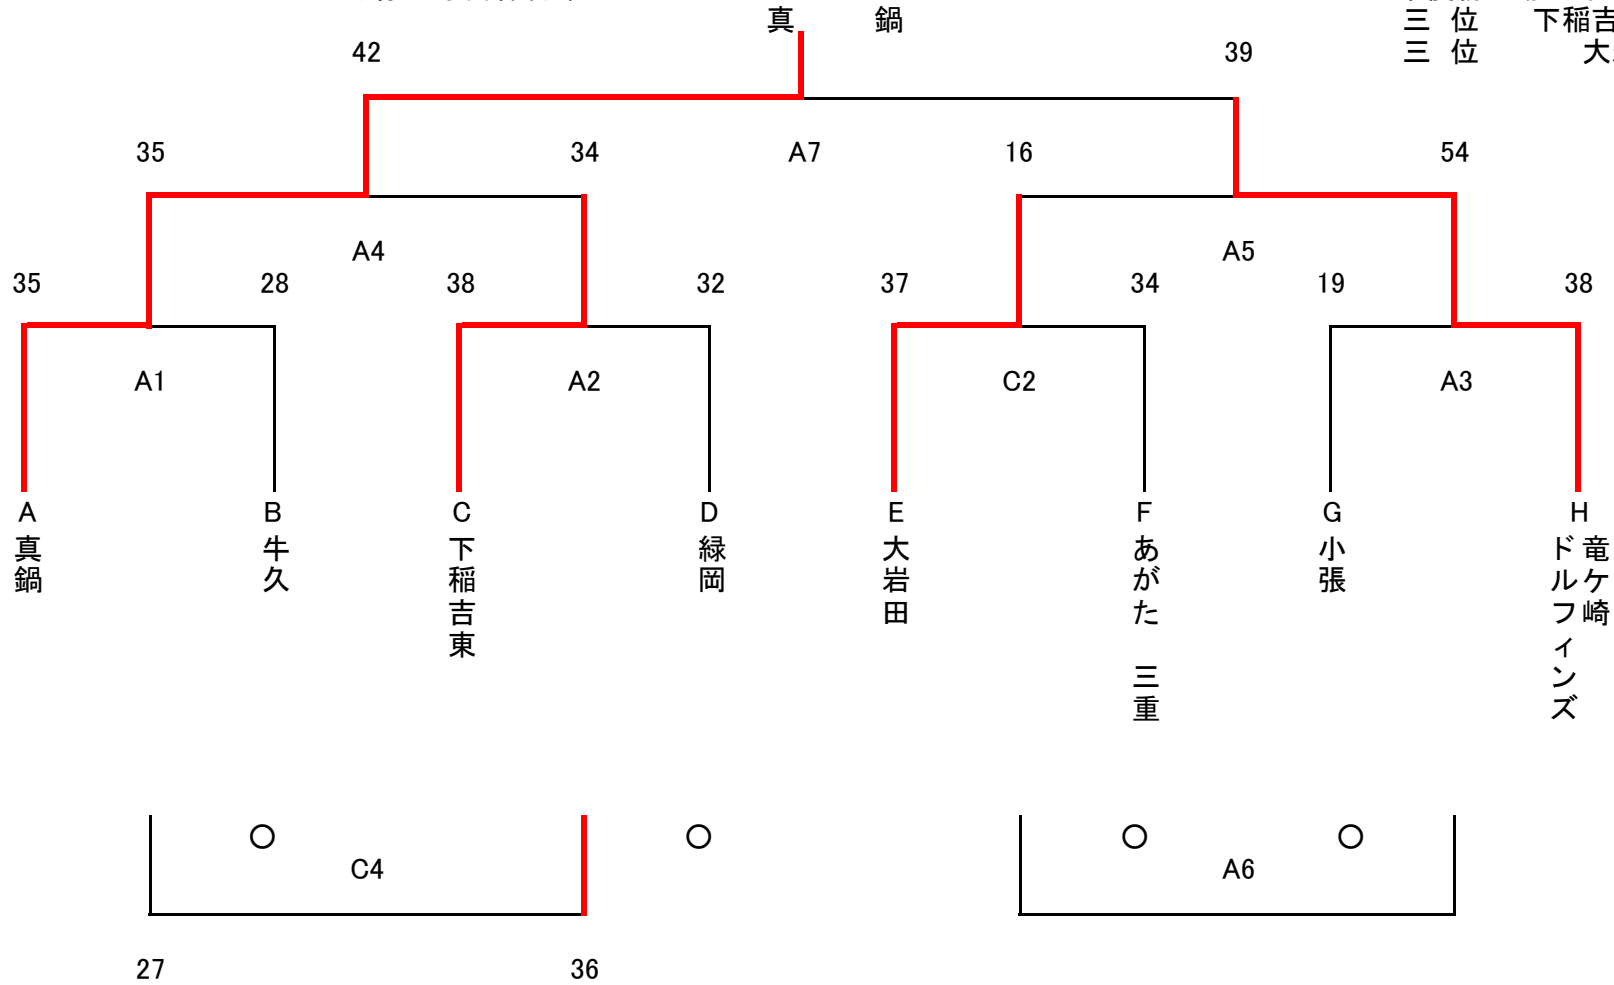 真 鍋
三 位 下稲吉
三 位
42 39
35 34 A7 16 54
A4 A5
35 28 38 32 37 34 19 38
A1 A2 C2 A3
A B C D E F G H
真鍋
牛久
下稲吉東
緑岡
大岩田
あがた 三重
小張
竜ケ崎
ドルフィンズ
○ ○ ○ ○
C4 A6
27 36